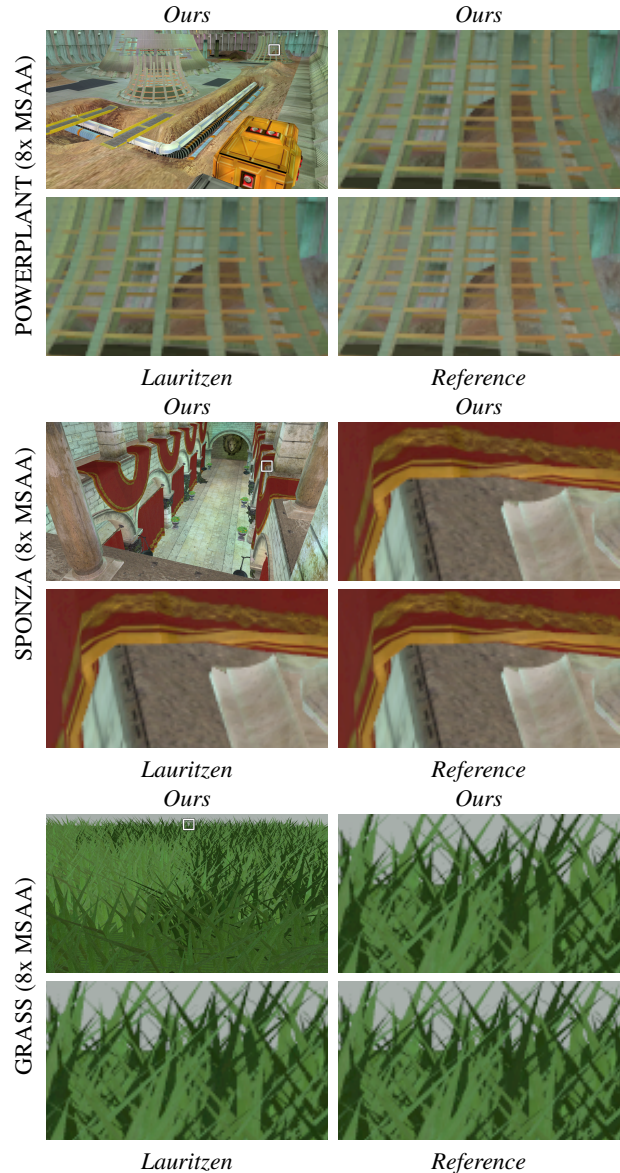 Ours Ours
POWERPLANT (8x MSAA)
Lauritzen Reference
Ours Ours
SPONZA (8x MSAA)
Lauritzen Reference
Ours Ours
GRASS (8x MSAA)
Lauritzen Reference